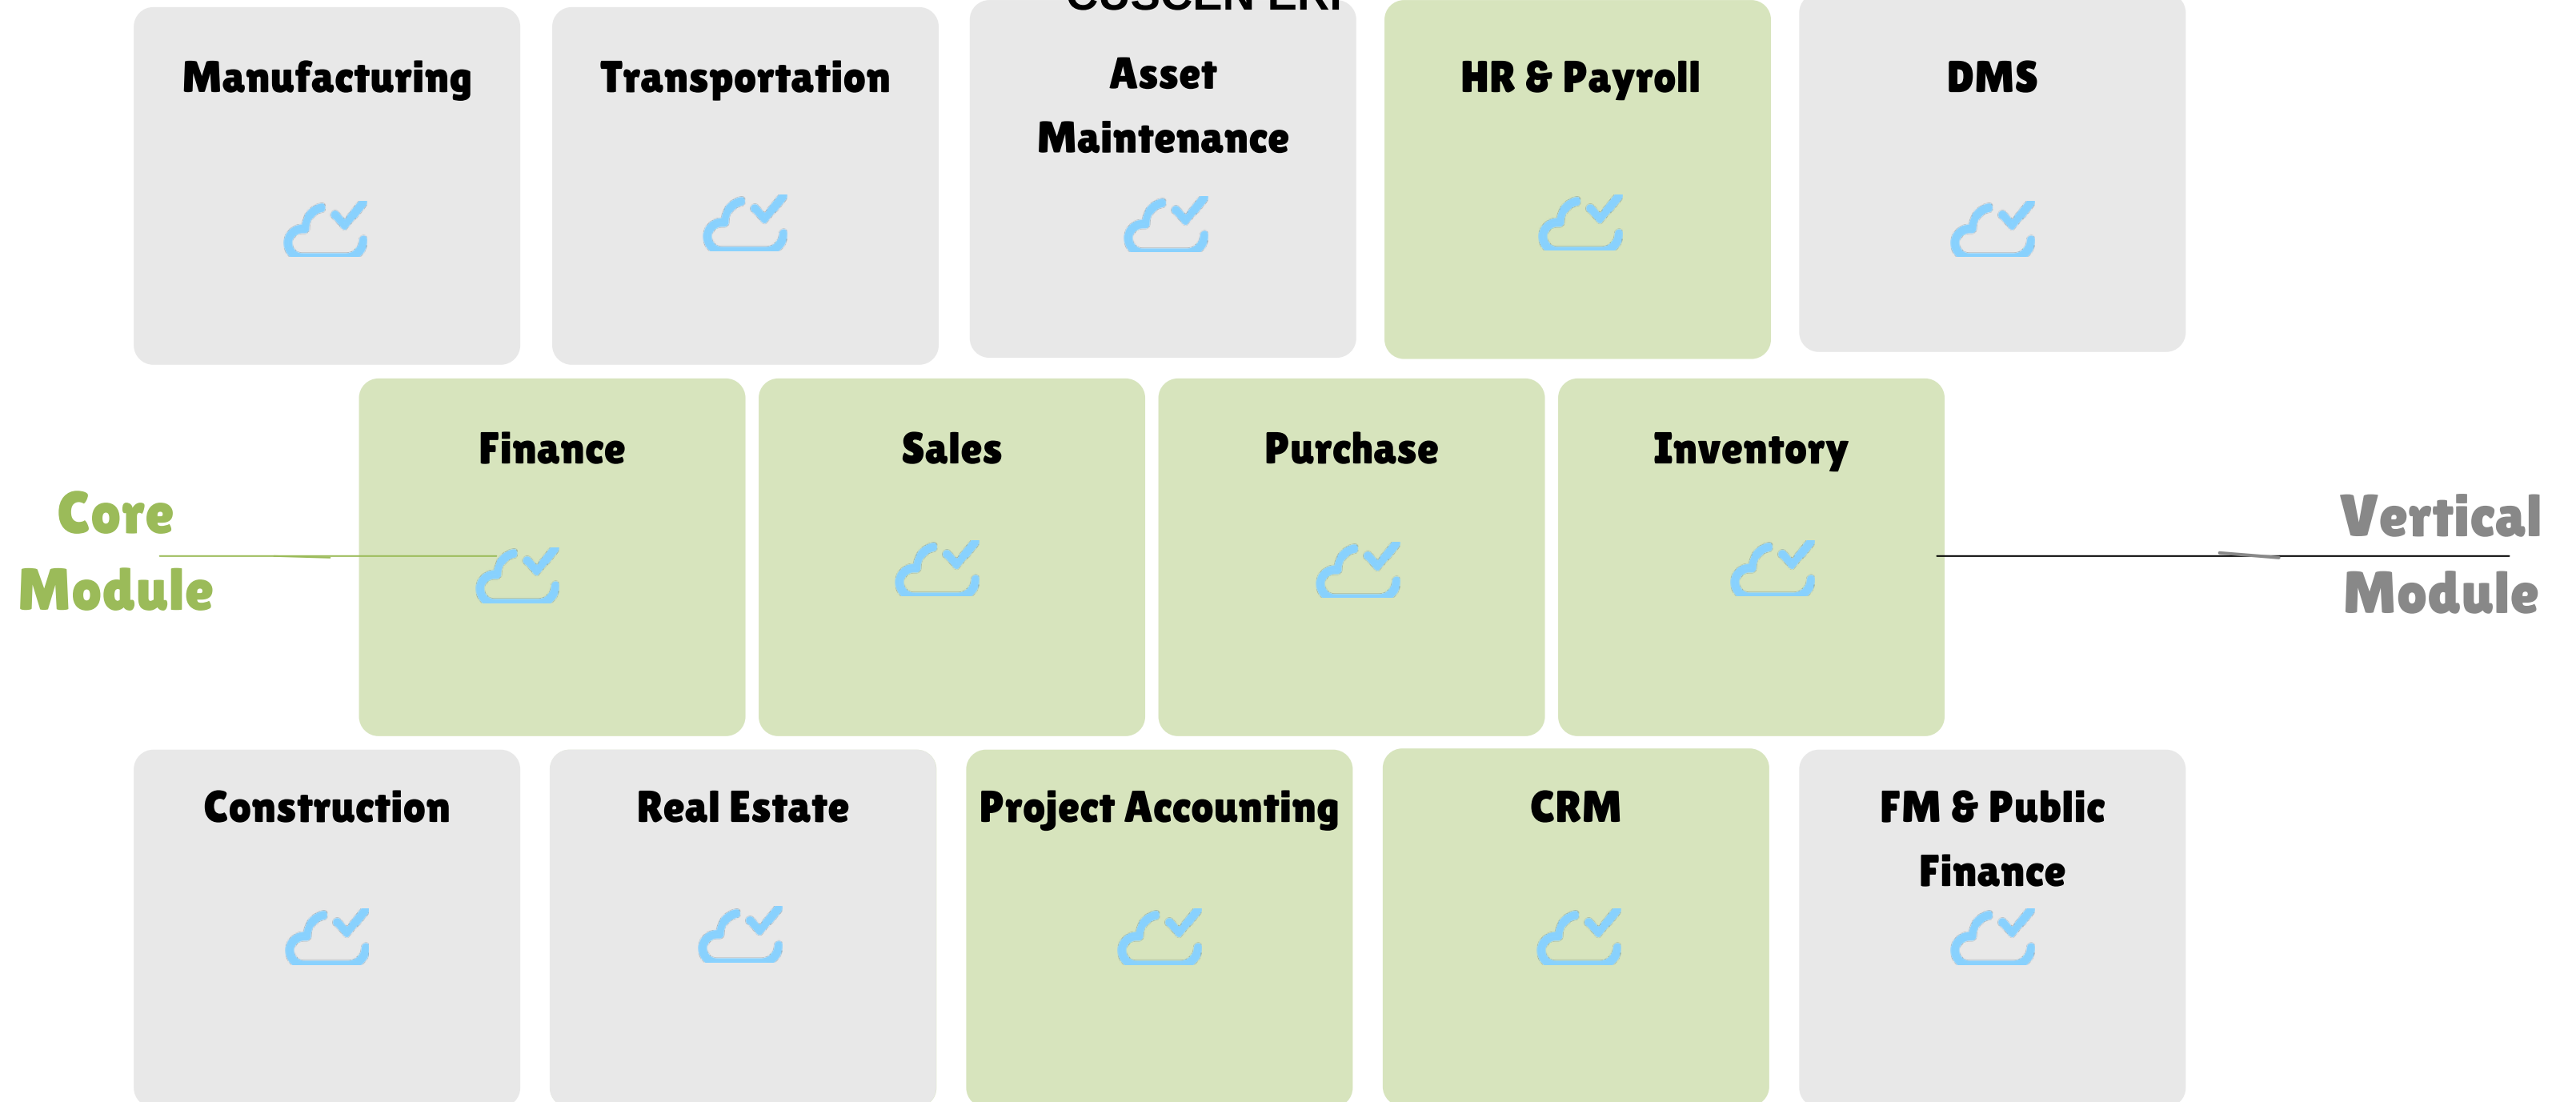 Manufacturing
Transportation
Asset
Maintenance
HR & Payroll
DMS
Finance
Sales
Purchase
Inventory
Core
Module
Vertical
Module
Construction
Real Estate
Project Accounting
CRM
FM & Public
Finance